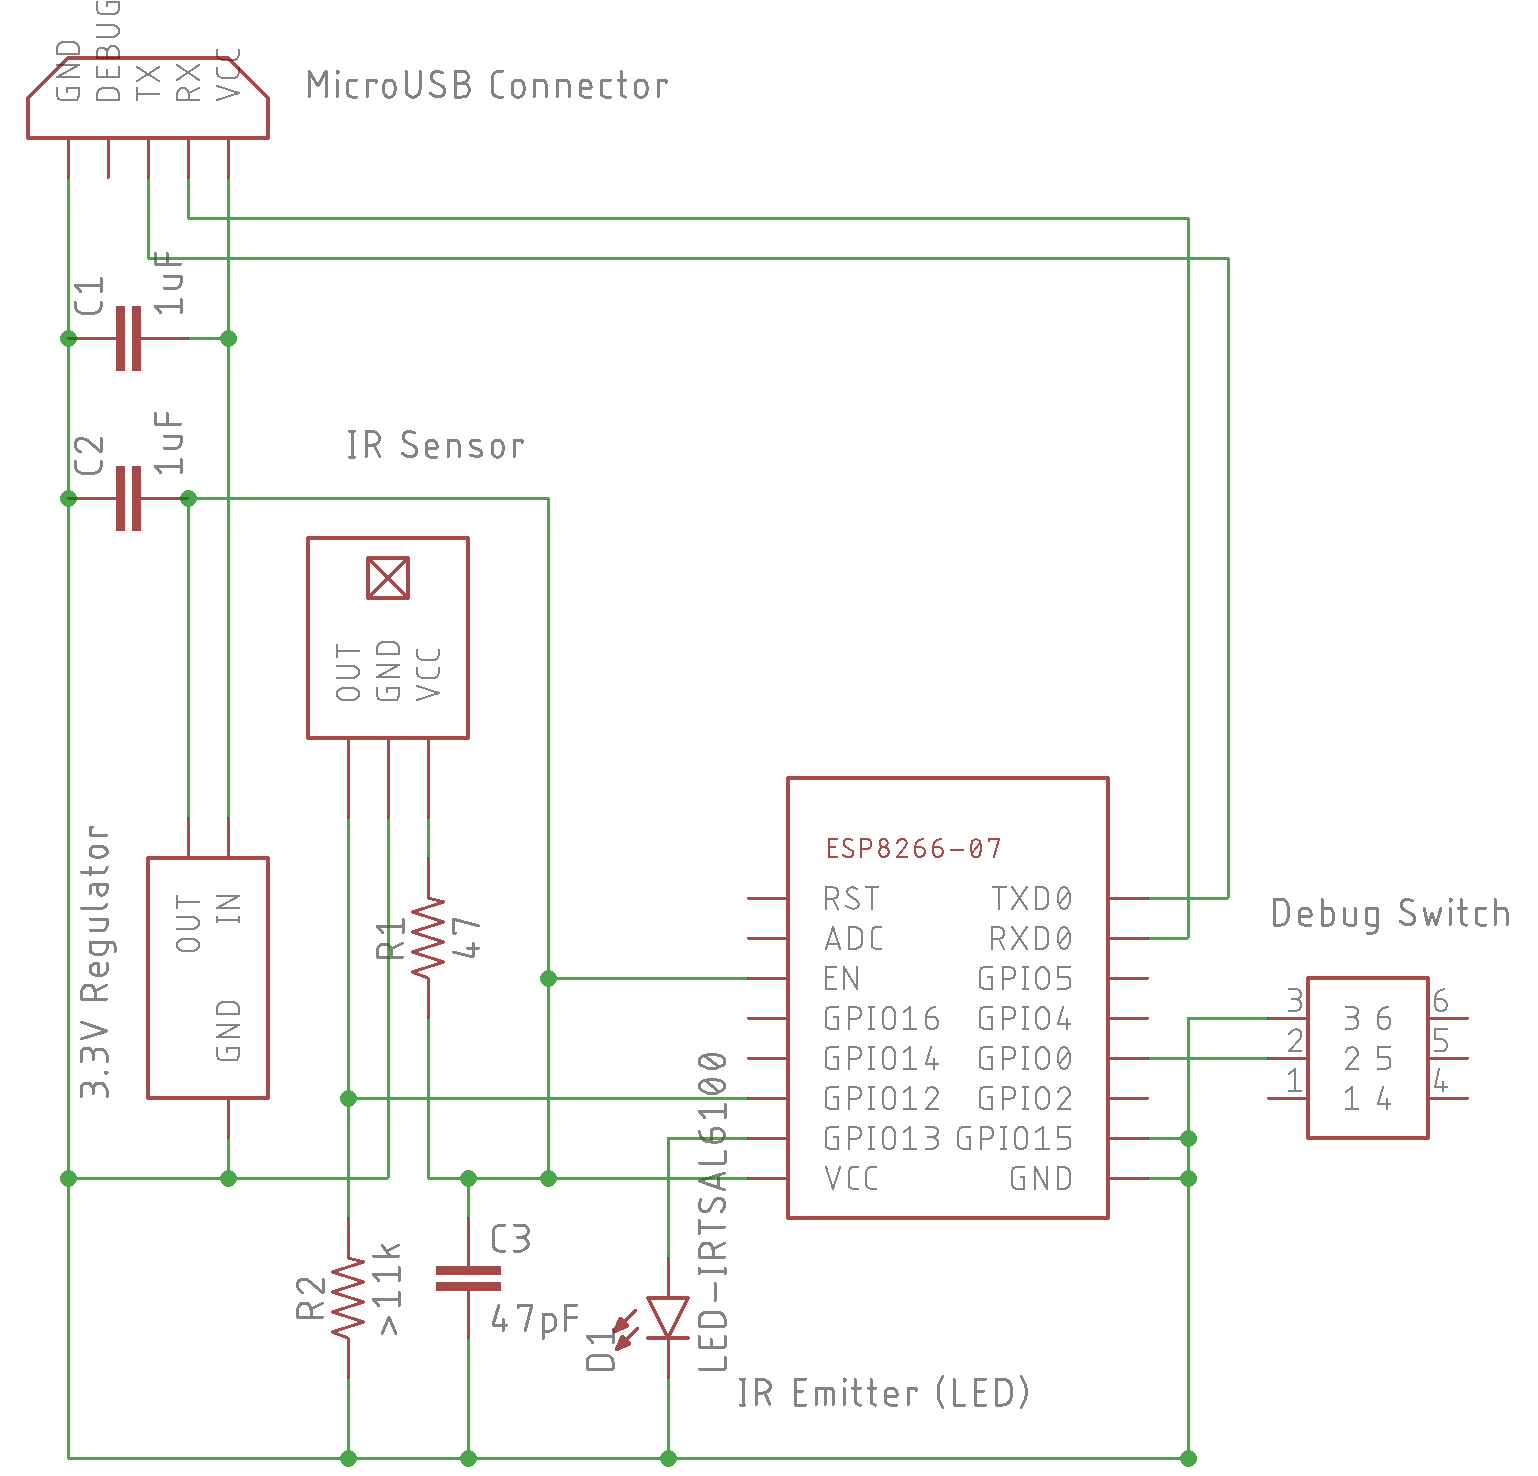 GND
DEBUG
TX
RX
VCC
MicroUSB Connector
C1
1uF
C2
1uF
IR Sensor
OUT
GND
VCC
3.3V Regulator
OUT
IN
GND
R1
47
ESP8266-07
RST TXD0
ADC RXD0
EN GPIO5
GPIO16 GPIO4
GPIO14 GPIO0
GPIO12 GPIO2
GPIO13 GPIO15
VCC GND
Debug Switch
3 3 6 6
2 2 5 5
1 1 4 4
R2
>11k
C3
47pF
D1
LED-IRTSAL6100
IR Emitter (LED)